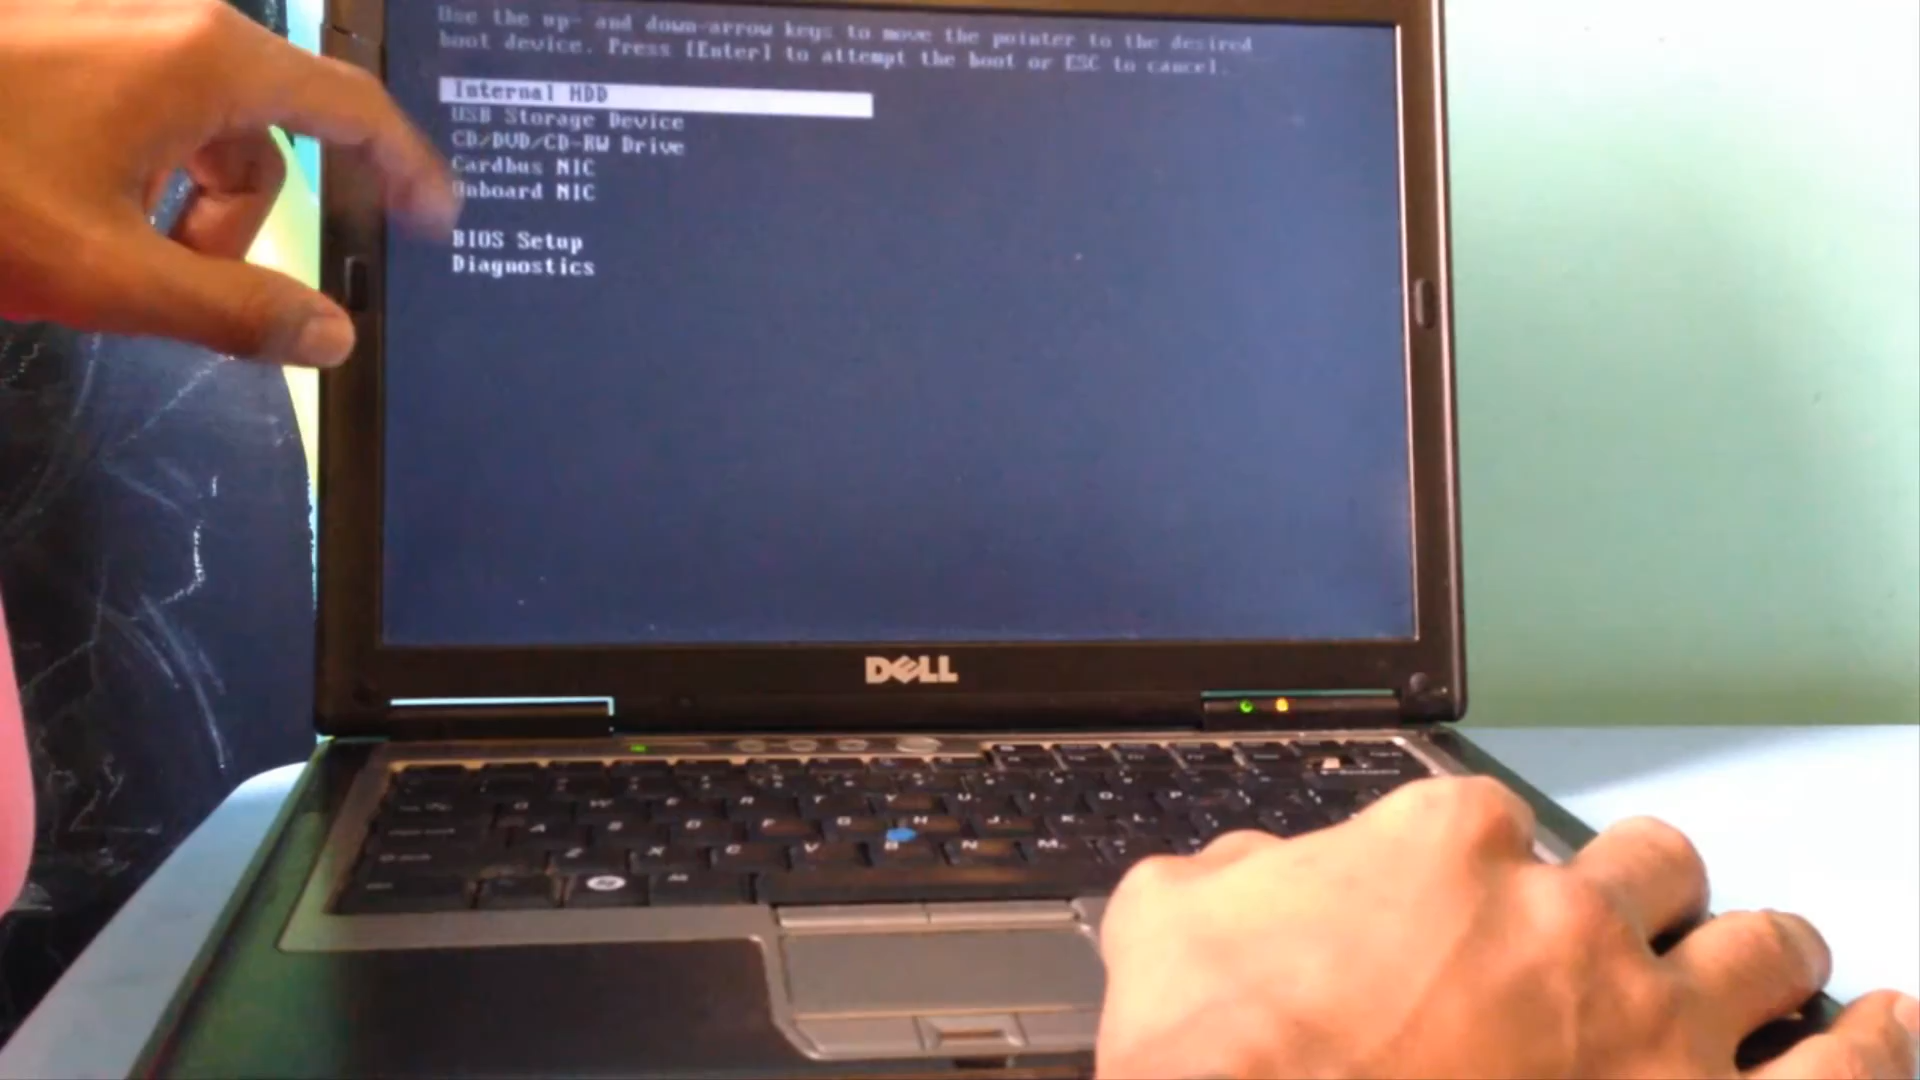 Use the up- and down-arrow keys to move the pointer to the desired
boot device. Press [Enter] to attempt the boot or ESC to cancel.
Internal HDD
USB Storage Device
CD/DVD/CD-RW Drive
Cardbus NIC
Onboard NIC
BIOS Setup
Diagnostics
DELL
Q W E R T Y U I O P
A S D F G H J K L
Z X C V B N M